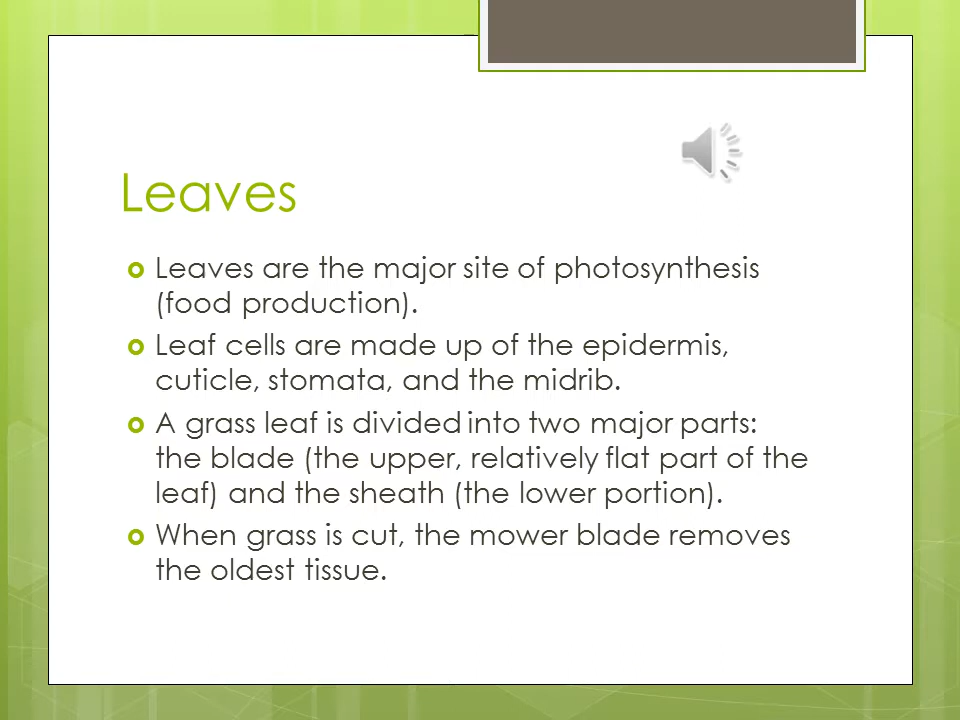 Leaves
Leaves are the major site of photosynthesis
(food production).
Leaf cells are made up of the epidermis,
cuticle, stomata, and the midrib.
A grass leaf is divided into two major parts:
the blade (the upper, relatively flat part of the
leaf) and the sheath (the lower portion).
When grass is cut, the mower blade removes
the oldest tissue.